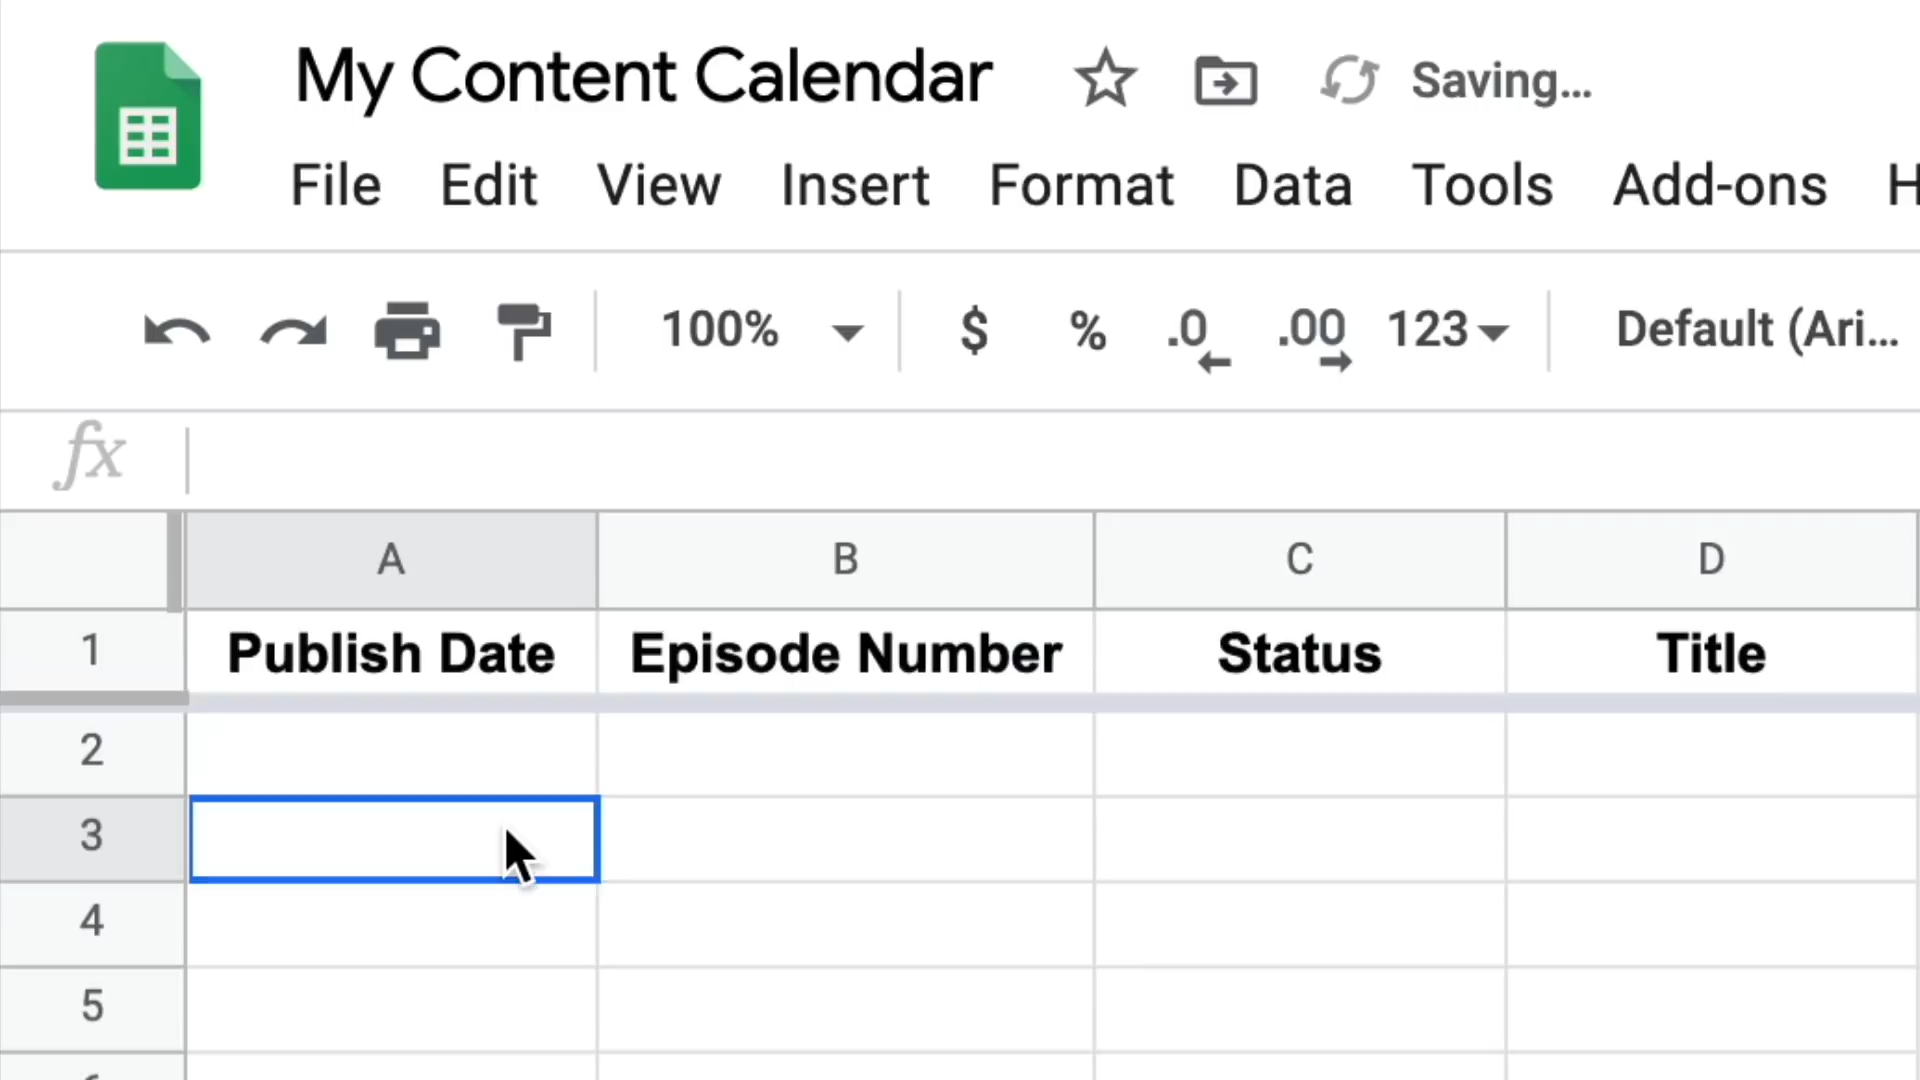 My Content Calendar Saving...
File Edit View Insert Format Data Tools Add-ons H
100% $ % .0 .00 123 Default (Ari...
fx
A B C D
1 Publish Date Episode Number Status Title
2
3
4
5